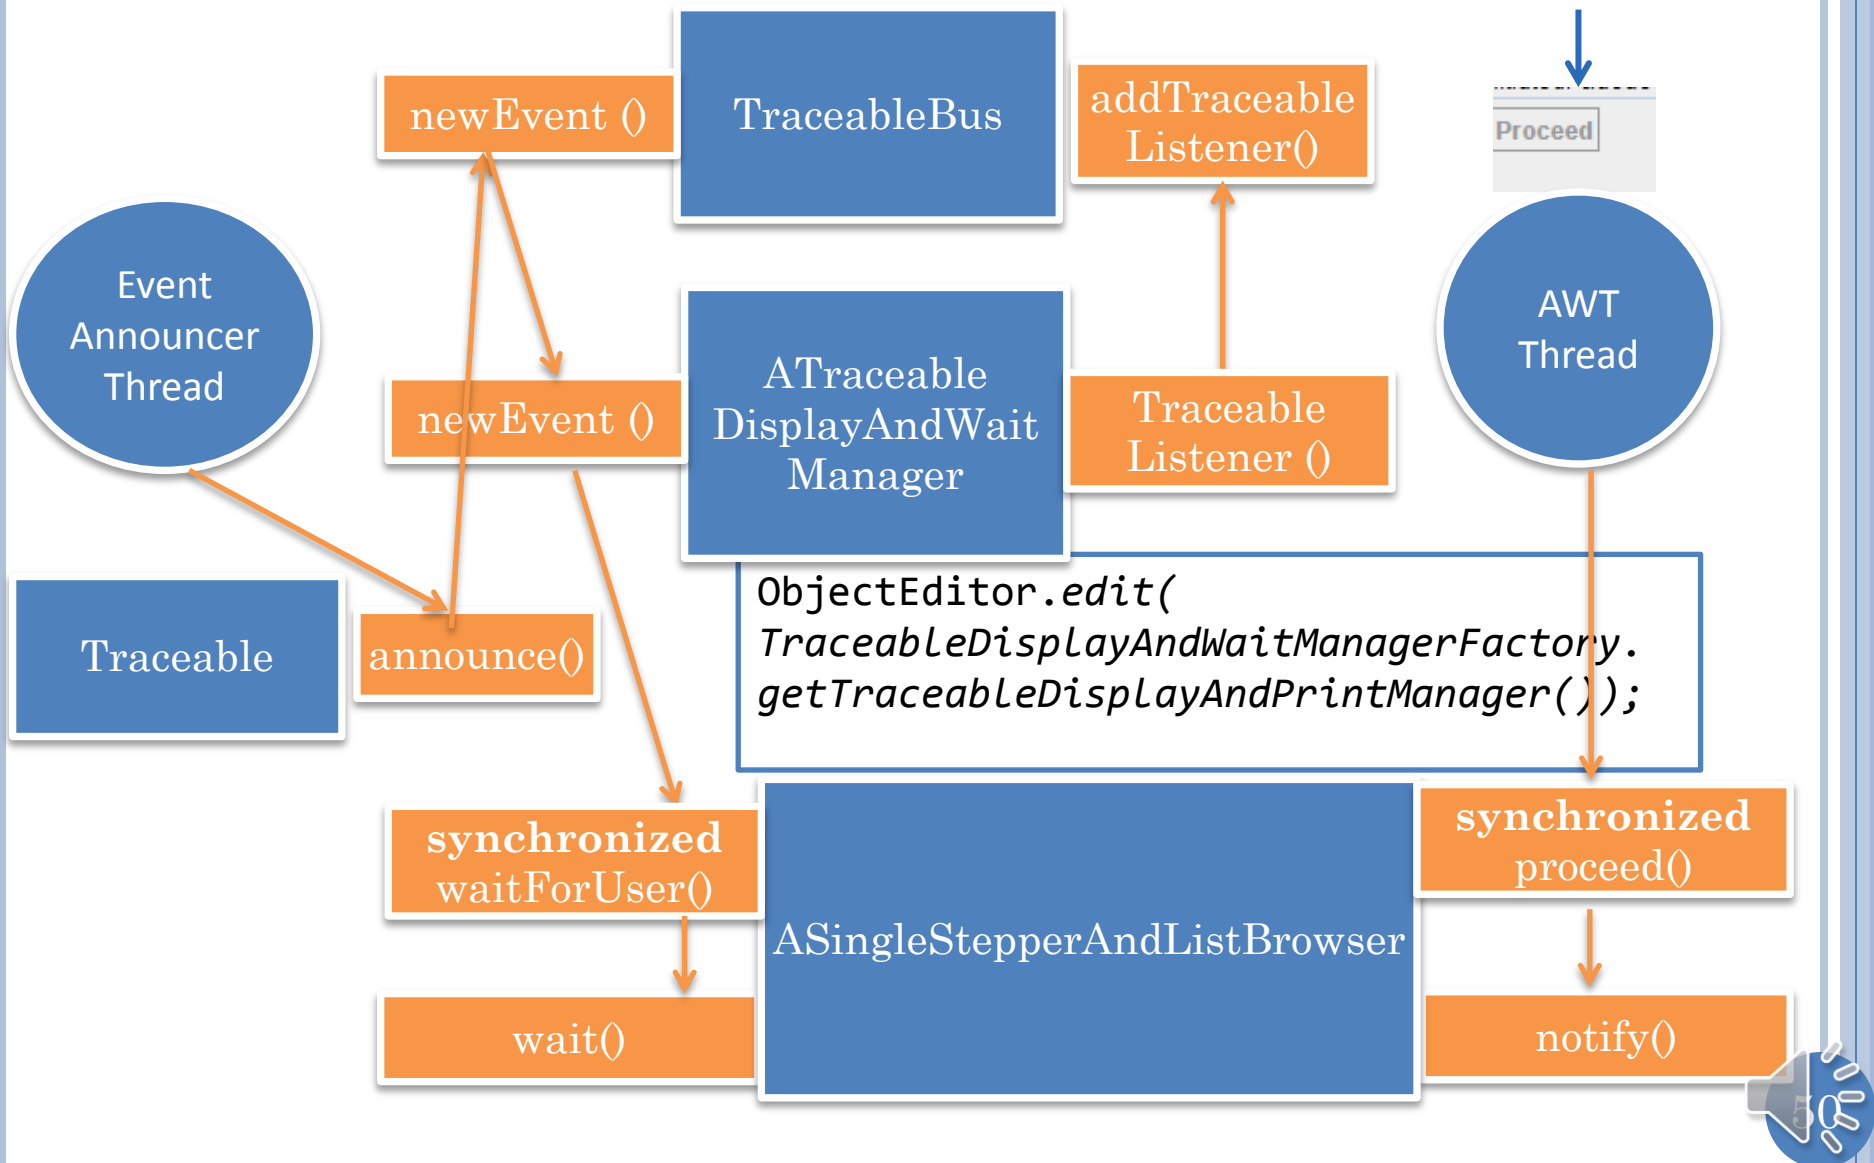 newEvent ()
TraceableBus
addTraceable
Listener()
Proceed
Event
Announcer
Thread
AWT
Thread
newEvent ()
ATraceable
DisplayAndWait
Manager
Traceable
Listener ()
Traceable
announce()
ObjectEditor.edit(
TraceableDisplayAndWaitManagerFactory.
getTraceableDisplayAndPrintManager());
synchronized
waitForUser()
ASingleStepperAndListBrowser
synchronized
proceed()
wait()
notify()
50